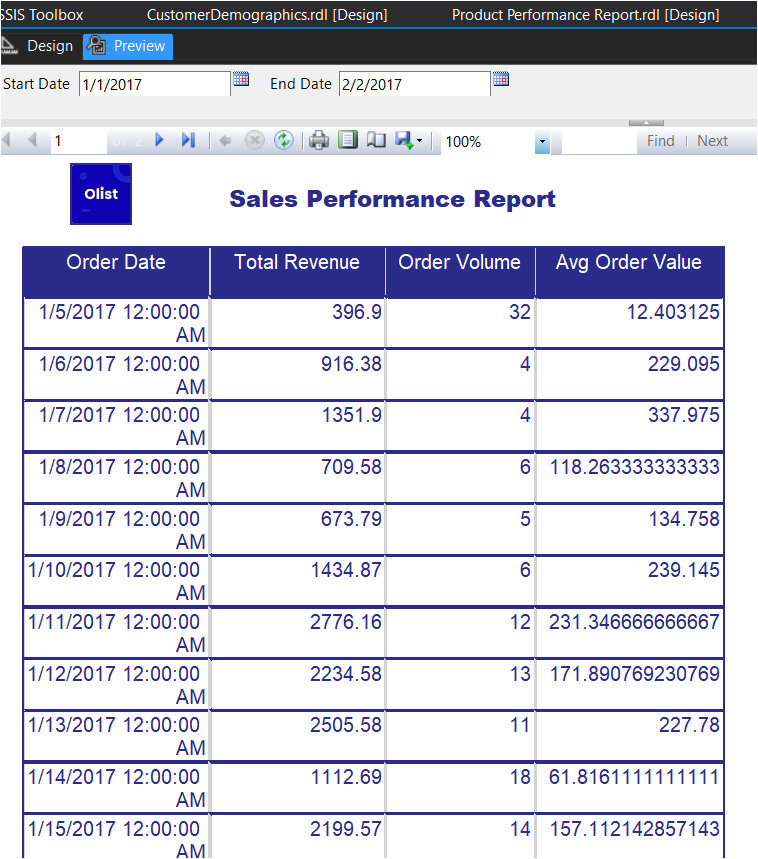 SSIS Toolbox CustomerDemographics.rdl [Design] Product Performance Report.rdl [Design]
Design Preview
Start Date 1/1/2017 End Date 2/2/2017
1 of 2 100% Find | Next
Olist
Sales Performance Report
Order Date Total Revenue Order Volume Avg Order Value
1/5/2017 12:00:00 396.9 32 12.403125
AM
1/6/2017 12:00:00 916.38 4 229.095
AM
1/7/2017 12:00:00 1351.9 4 337.975
AM
1/8/2017 12:00:00 709.58 6 118.263333333333
AM
1/9/2017 12:00:00 673.79 5 134.758
AM
1/10/2017 12:00:00 1434.87 6 239.145
AM
1/11/2017 12:00:00 2776.16 12 231.346666666667
AM
1/12/2017 12:00:00 2234.58 13 171.890769230769
AM
1/13/2017 12:00:00 2505.58 11 227.78
AM
1/14/2017 12:00:00 1112.69 18 61.8161111111111
AM
1/15/2017 12:00:00 2199.57 14 157.112142857143
AM